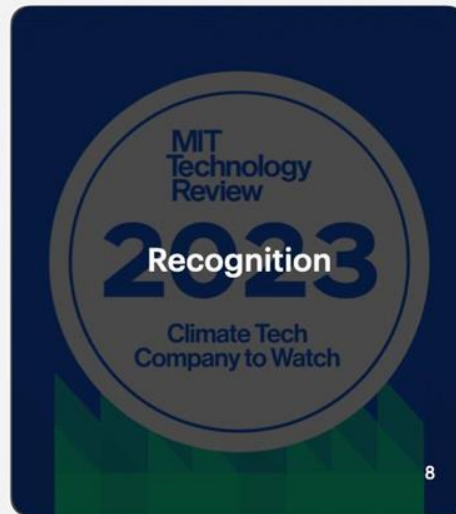 MIT
Technology
Review
2023
Recognition
Climate Tech
Company to Watch
8